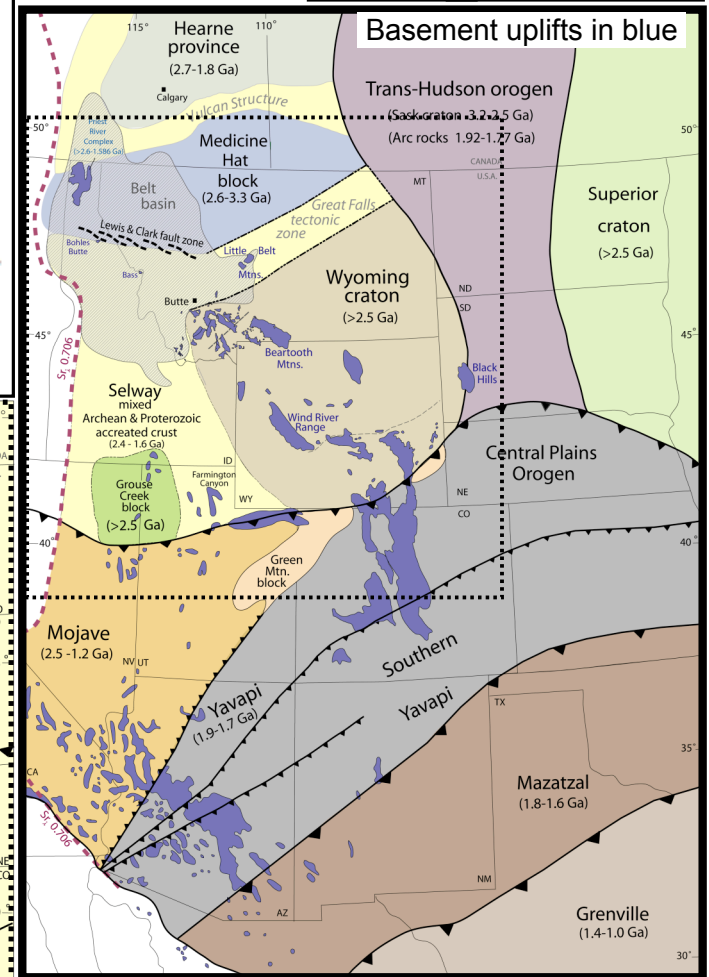 Basement uplifts in blue
115°
110°
Hearne
province
(2.7-1.8 Ga)
Calgary
Vulcan Structure
Trans-Hudson orogen
(Sask craton 3.2-2.5 Ga)
(Arc rocks 1.92-1.77 Ga)
50°
50°
Priest
River
Complex
(>2.6-1.586 Ga)
Medicine
Hat
block
(2.6-3.3 Ga)
CANADA
U.S.A.
MT
Belt
basin
Superior
craton
(>2.5 Ga)
Great Falls
tectonic
zone
Lewis & Clark fault zone
Bohles
Butte
Little Belt
Mtns.
Bass
Butte
Wyoming
craton
(>2.5 Ga)
ND
SD
45°
45°
Sr, 0.706
Beartooth
Mtns.
Black
Hills
Selway
mixed
Archean & Proterozoic
accreated crust
(2.4 - 1.6 Ga)
Wind River
Range
ID
WY
Farmington
Canyon
Grouse
Creek
block
(>2.5 Ga)
Central Plains
Orogen
NE
CO
40°
40°
Green
Mtn.
block
Mojave
(2.5 -1.2 Ga)
NV UT
Southern
Yavapi
Yavapi
(1.9-1.7 Ga)
TX
35°
CA
Mazatzal
(1.8-1.6 Ga)
Sr, 0.706
NM
AZ
Grenville
(1.4-1.0 Ga)
30°